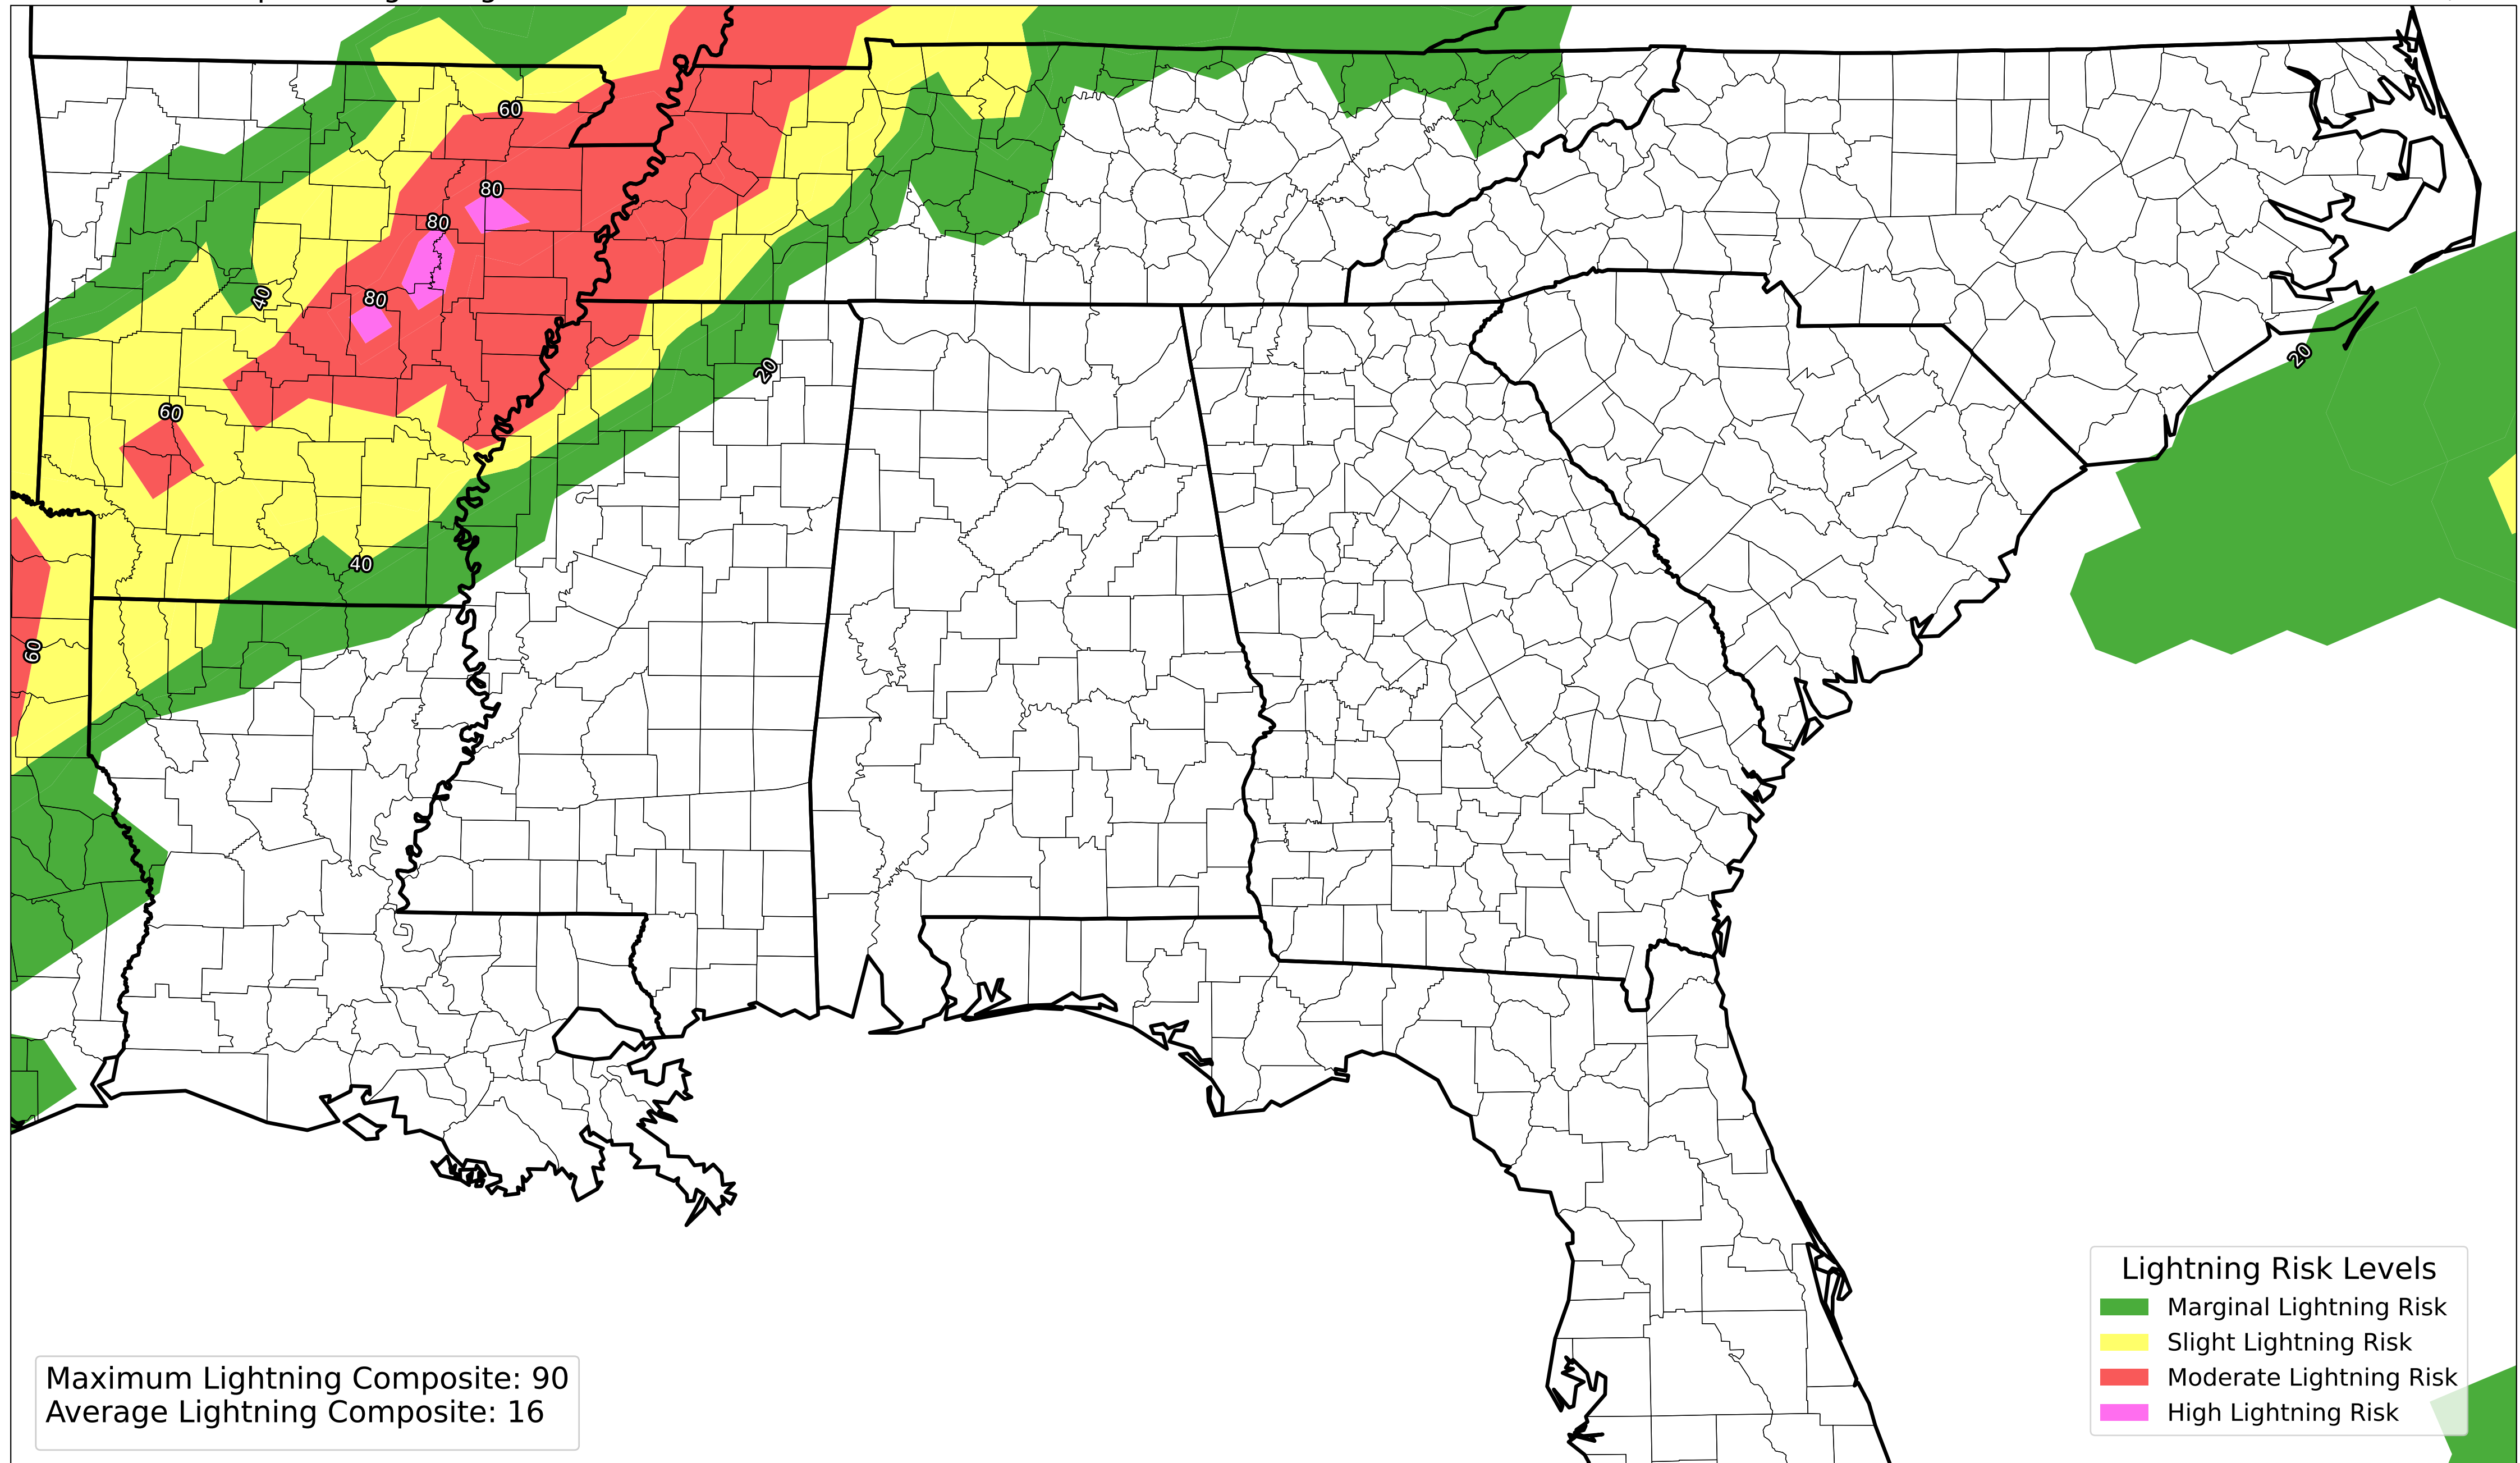 60
80
80
80
40
20
20
60
40
60
Lightning Risk Levels
Marginal Lightning Risk
Slight Lightning Risk
Moderate Lightning Risk
High Lightning Risk
Maximum Lightning Composite: 90
Average Lightning Composite: 16